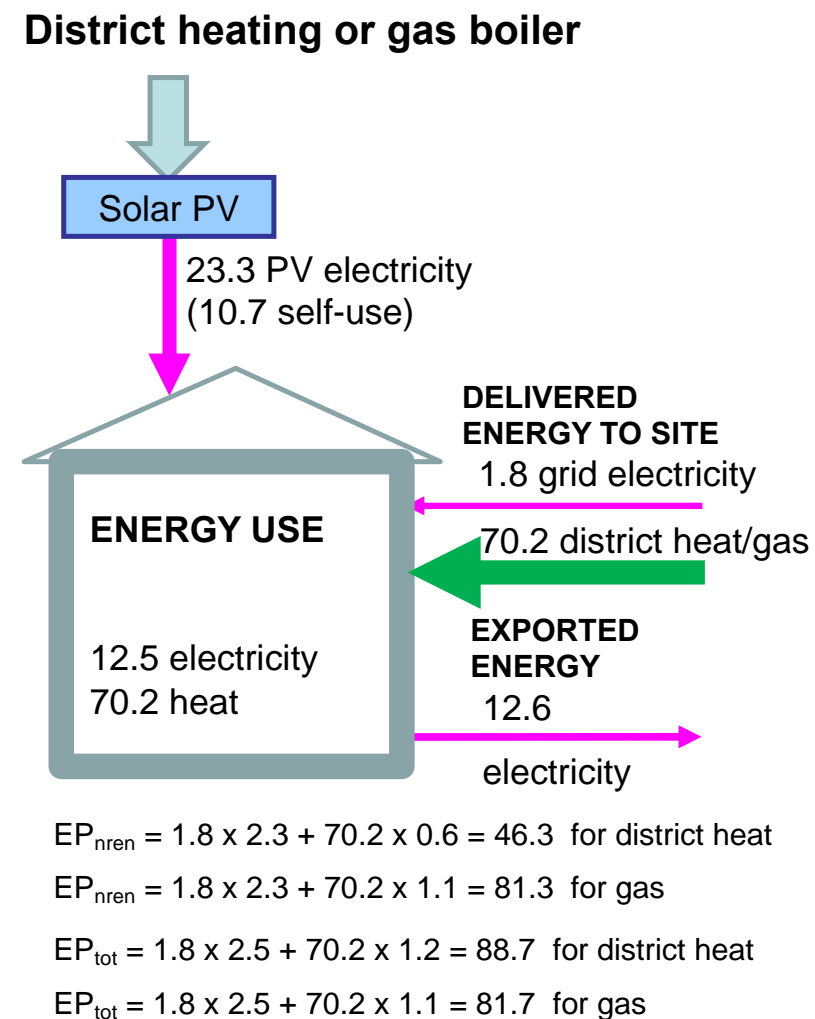 District heating or gas boiler
Solar PV
23.3 PV electricity
(10.7 self-use)
DELIVERED
ENERGY TO SITE
1.8 grid electricity
ENERGY USE
70.2 district heat/gas
12.5 electricity
70.2 heat
EXPORTED
ENERGY
12.6
electricity
EPnren = 1.8 x 2.3 + 70.2 x 0.6 = 46.3 for district heat
EPnren = 1.8 x 2.3 + 70.2 x 1.1 = 81.3 for gas
EPtot = 1.8 x 2.5 + 70.2 x 1.2 = 88.7 for district heat
EPtot = 1.8 x 2.5 + 70.2 x 1.1 = 81.7 for gas